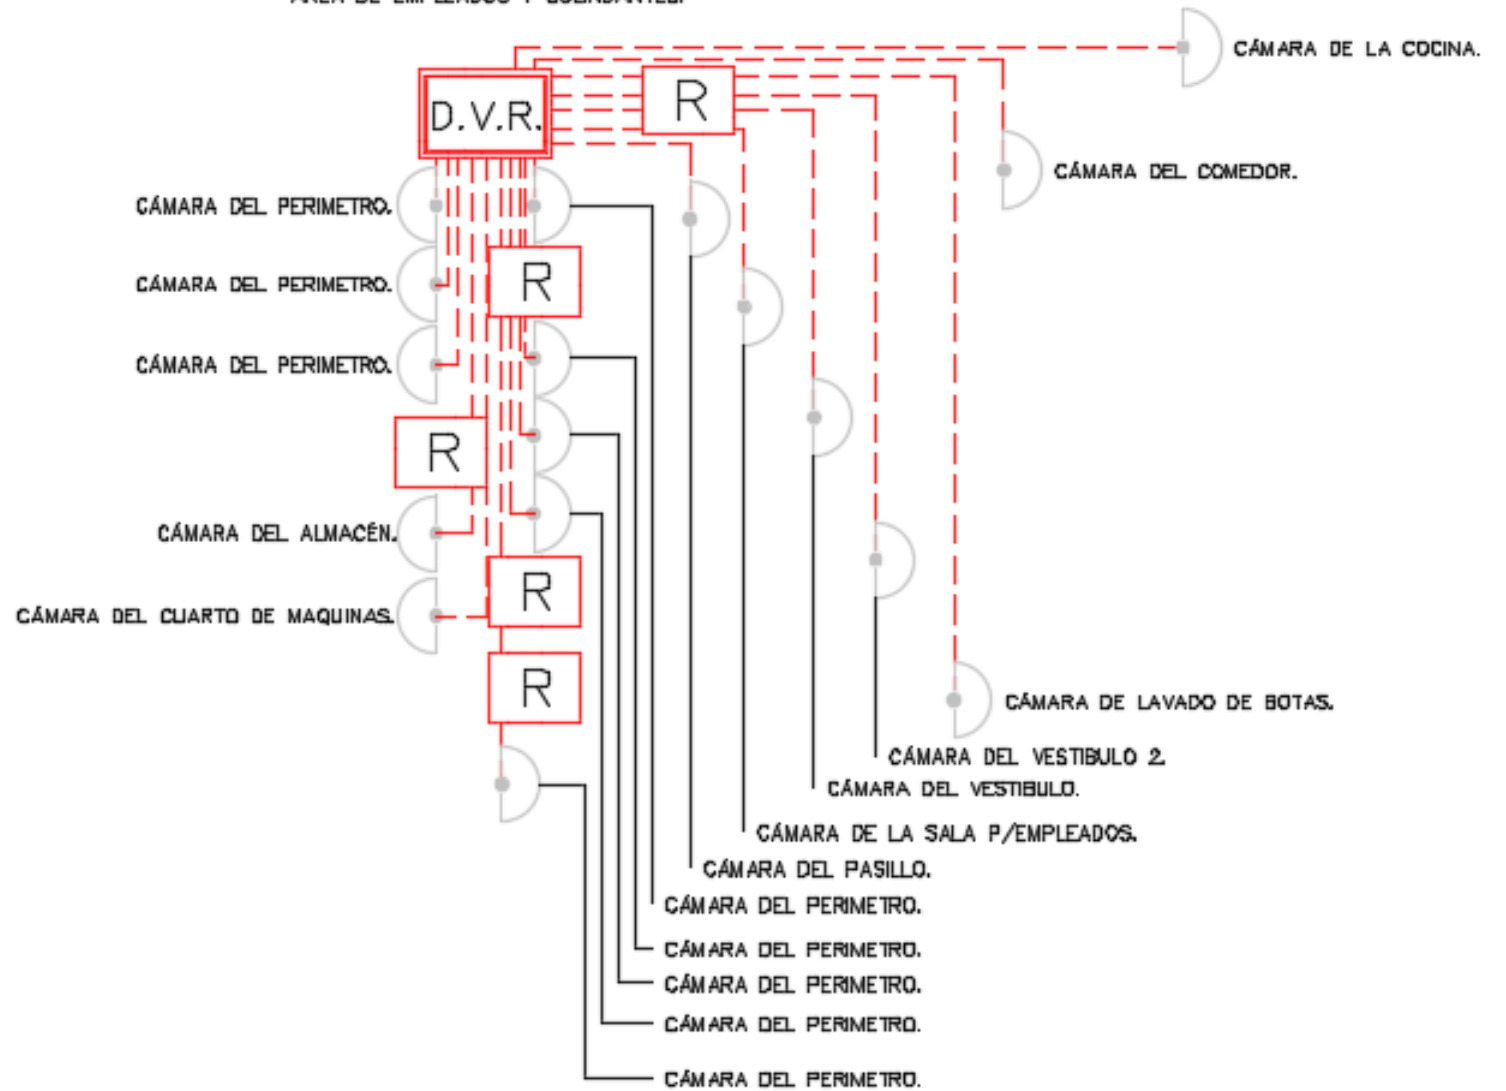 CÁMARA DE LA COCINA.
D.V.R.
R
CÁMARA DEL COMEDOR.
CÁMARA DEL PERIMETRO.
R
CÁMARA DEL PERIMETRO.
CÁMARA DEL PERIMETRO.
R
CÁMARA DEL ALMACÉN.
R
CÁMARA DEL CUARTO DE MAQUINAS.
R
CÁMARA DE LAVADO DE BOTAS.
CÁMARA DEL VESTIBULO 2.
CÁMARA DEL VESTIBULO.
CÁMARA DE LA SALA P/EMPLEADOS.
CÁMARA DEL PASILLO.
CÁMARA DEL PERIMETRO.
CÁMARA DEL PERIMETRO.
CÁMARA DEL PERIMETRO.
CÁMARA DEL PERIMETRO.
CÁMARA DEL PERIMETRO.